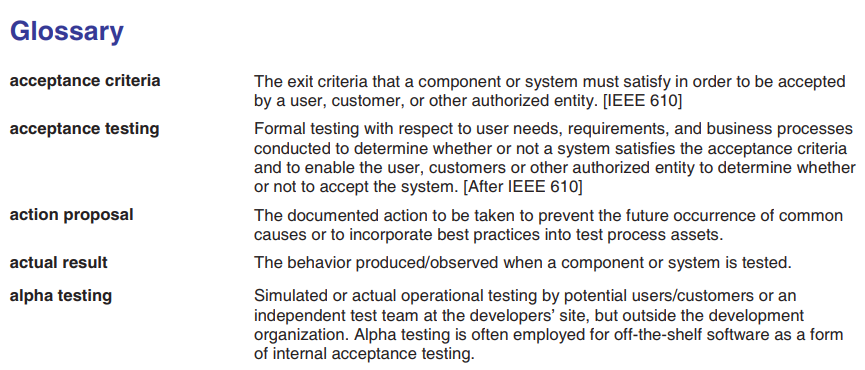 Glossary
acceptance criteria The exit criteria that a component or system must satisfy in order to be accepted
by a user, customer, or other authorized entity. [IEEE 610]
acceptance testing Formal testing with respect to user needs, requirements, and business processes
conducted to determine whether or not a system satisfies the acceptance criteria
and to enable the user, customers or other authorized entity to determine whether
or not to accept the system. [After IEEE 610]
action proposal The documented action to be taken to prevent the future occurrence of common
causes or to incorporate best practices into test process assets.
actual result The behavior produced/observed when a component or system is tested.
alpha testing Simulated or actual operational testing by potential users/customers or an
independent test team at the developers’ site, but outside the development
organization. Alpha testing is often employed for off-the-shelf software as a form
of internal acceptance testing.